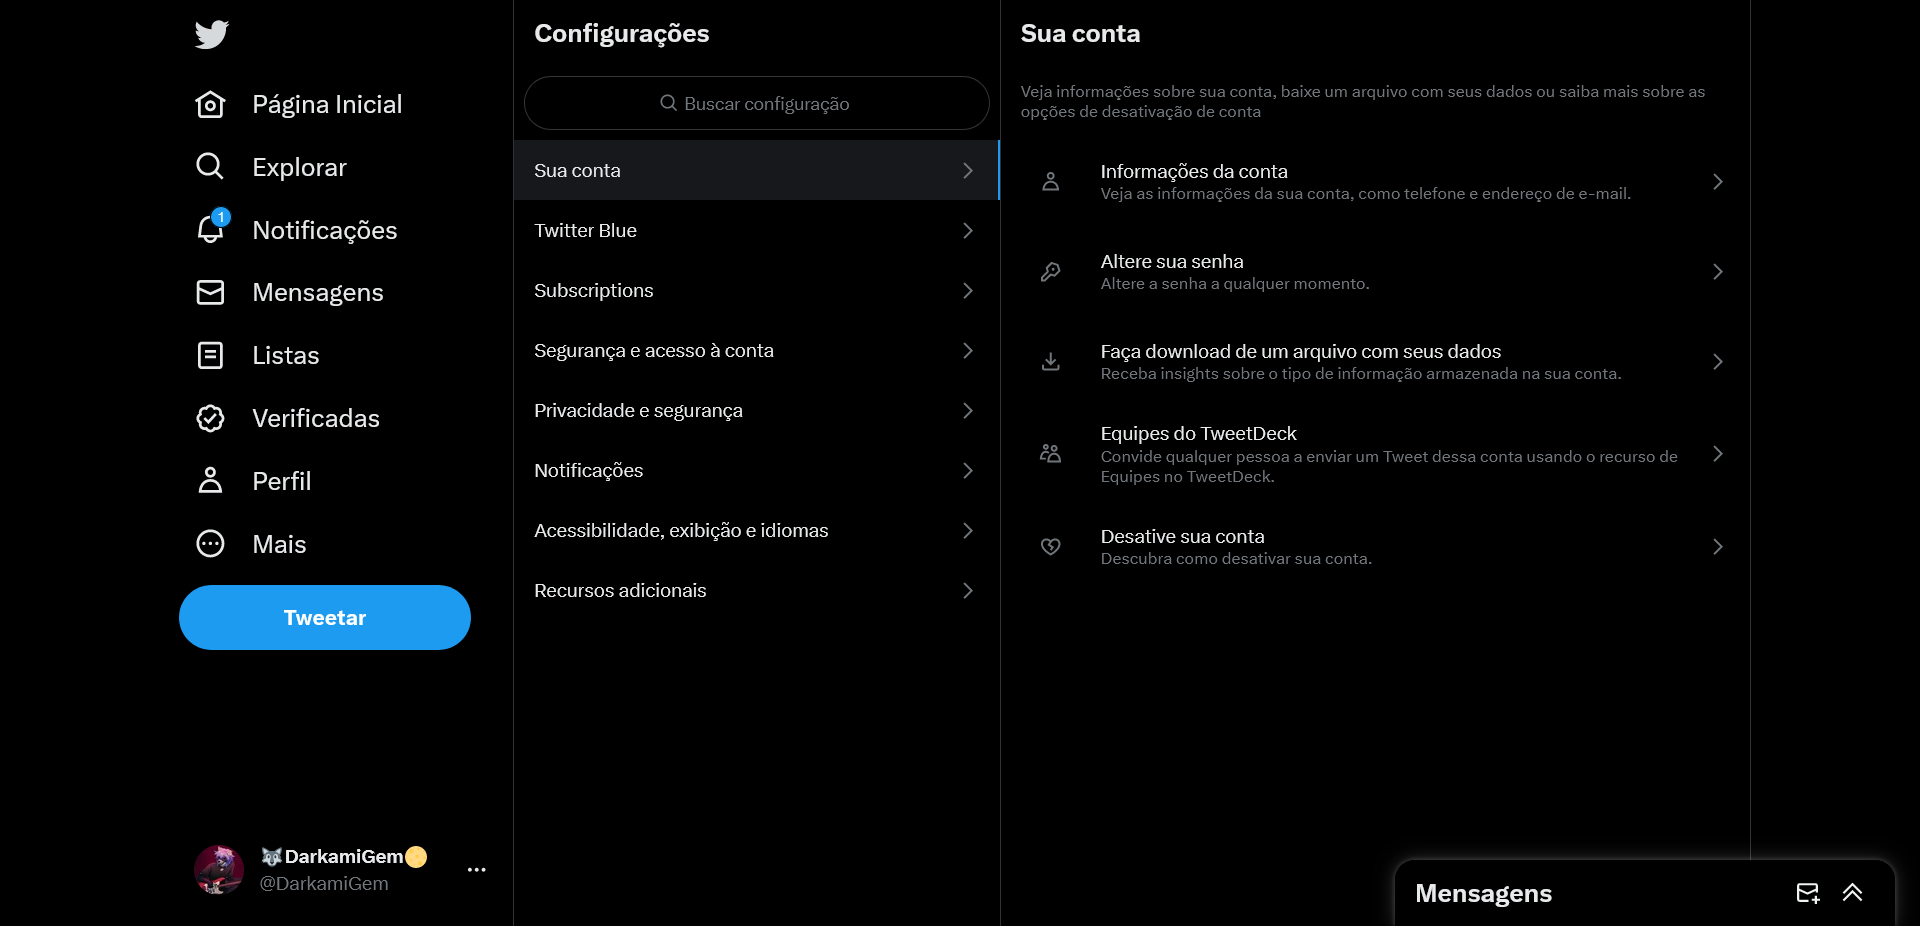 Página Inicial
Explorar
1
Notificações
Mensagens
Listas
Verificadas
Perfil
Mais
Tweetar
🐺DarkamiGem🌕
@DarkamiGem
Configurações
Buscar configuração
Sua conta
Twitter Blue
Subscriptions
Segurança e acesso à conta
Privacidade e segurança
Notificações
Acessibilidade, exibição e idiomas
Recursos adicionais
Sua conta
Veja informações sobre sua conta, baixe um arquivo com seus dados ou saiba mais sobre as
opções de desativação de conta
Informações da conta
Veja as informações da sua conta, como telefone e endereço de e-mail.
Altere sua senha
Altere a senha a qualquer momento.
Faça download de um arquivo com seus dados
Receba insights sobre o tipo de informação armazenada na sua conta.
Equipes do TweetDeck
Convide qualquer pessoa a enviar um Tweet dessa conta usando o recurso de
Equipes no TweetDeck.
Desative sua conta
Descubra como desativar sua conta.
Mensagens